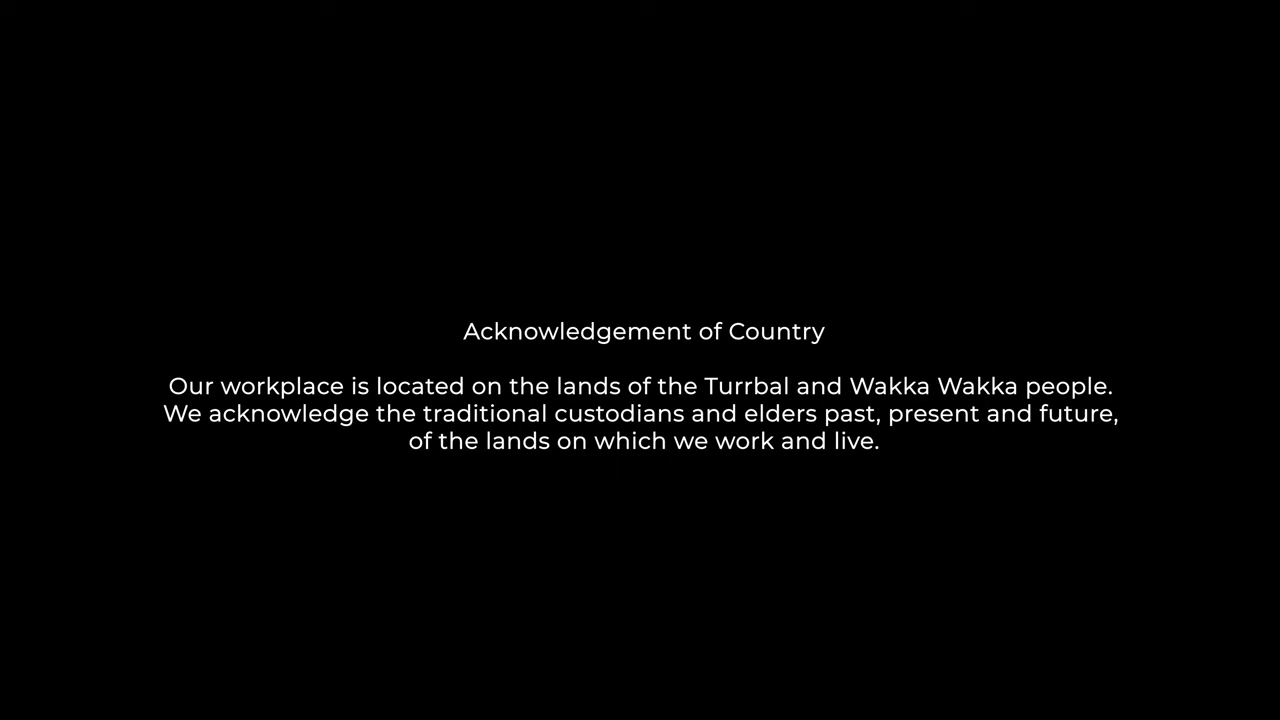 Acknowledgement of Country
Our workplace is located on the lands of the Turrbal and Wakka Wakka people.
We acknowledge the traditional custodians and elders past, present and future,
of the lands on which we work and live.